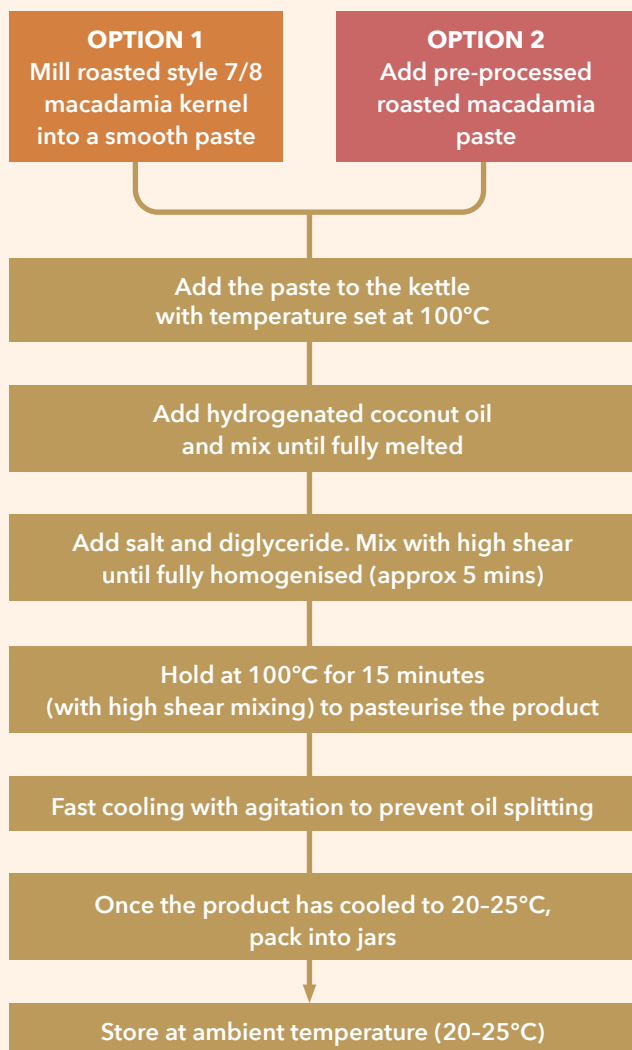 OPTION 1
Mill roasted style 7/8
macadamia kernel
into a smooth paste
OPTION 2
Add pre-processed
roasted macadamia
paste
Add the paste to the kettle
with temperature set at 100°C
Add hydrogenated coconut oil
and mix until fully melted
Add salt and diglyceride. Mix with high shear
until fully homogenised (approx 5 mins)
Hold at 100°C for 15 minutes
(with high shear mixing) to pasteurise the product
Fast cooling with agitation to prevent oil splitting
Once the product has cooled to 20–25°C,
pack into jars
Store at ambient temperature (20–25°C)